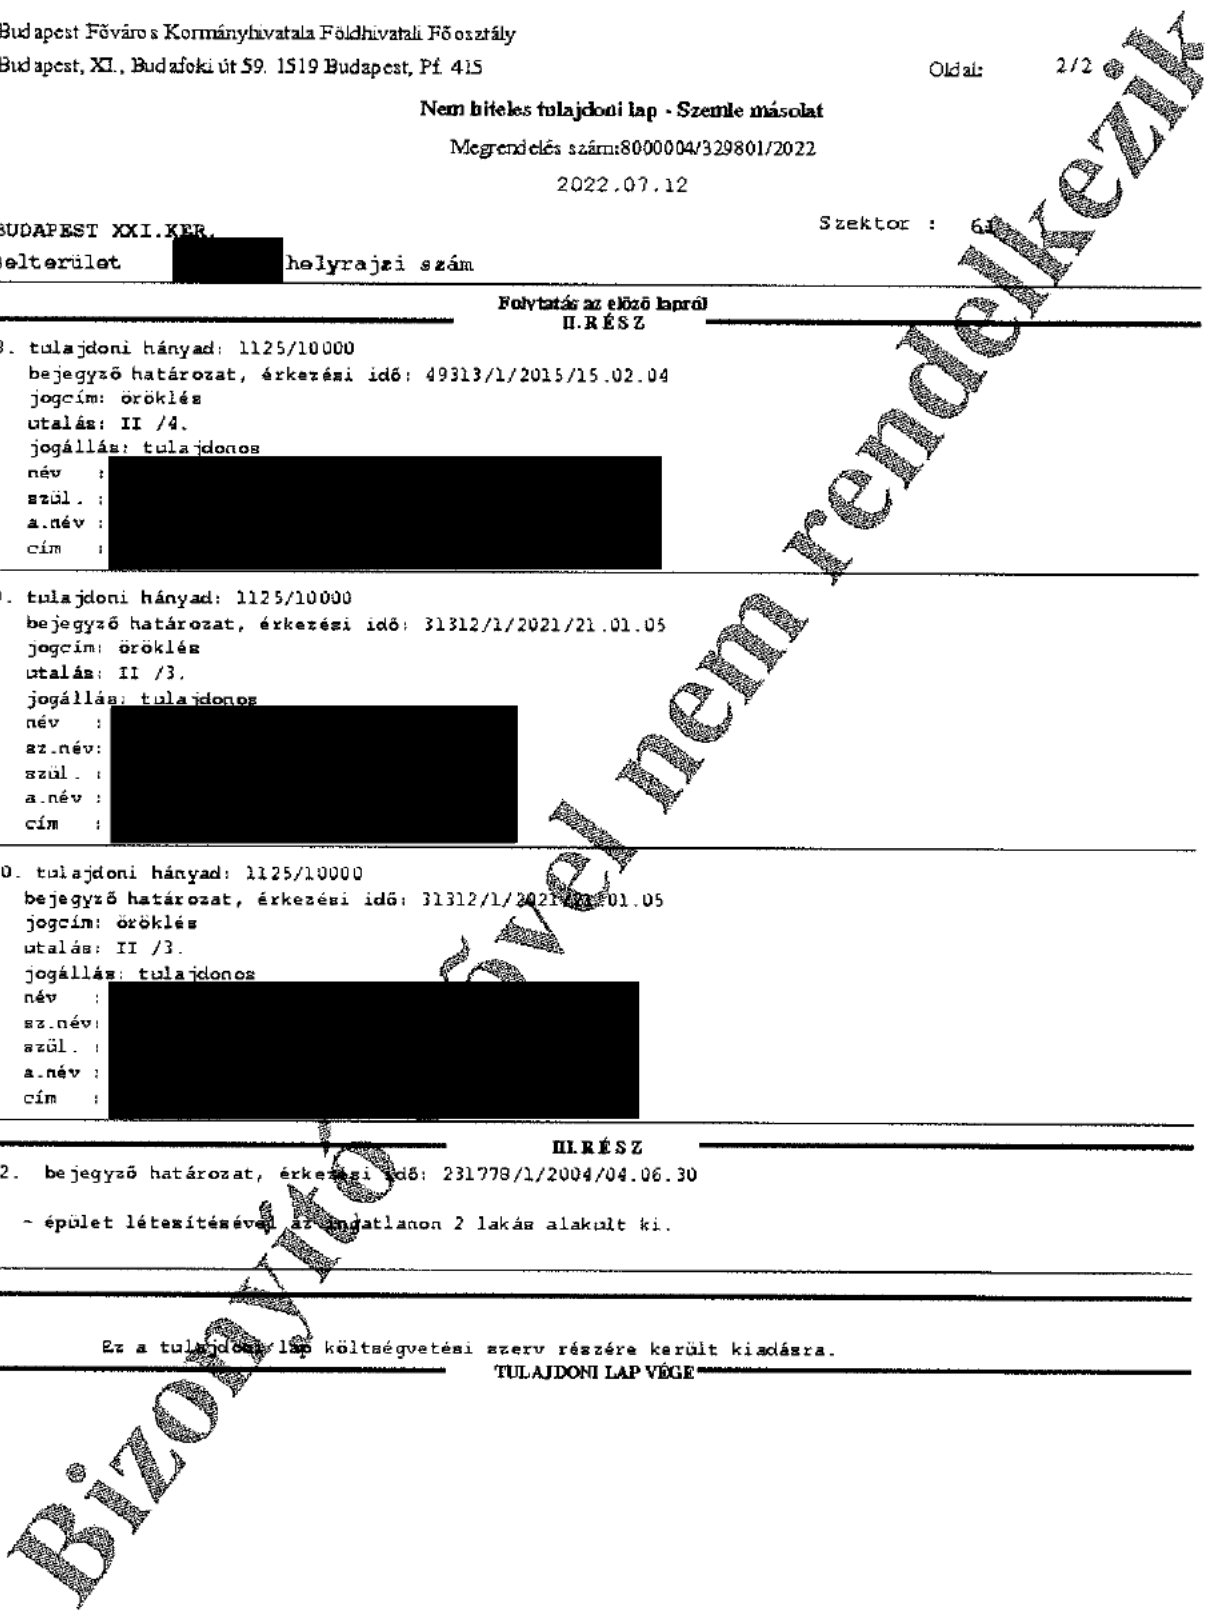 Budapest Főváros Kormányhivatala Földhivatali Főosztály
Budapest, XI., Budafoki út 59. 1519 Budapest, Pf. 415
Oldal: 2/2
Nem hiteles tulajdoni lap - Szemle másolat
Megrendelés szám:8000004/329801/2022
2022.07.12
BUDAPEST XXI.KER.
Szektor : 61
Belterület helyrajzi szám
Folytatás az előző lapról
II.RÉSZ
8. tulajdoni hányad: 1125/10000
bejegyző határozat, érkezési idő: 49313/1/2015/15.02.04
jogcím: öröklés
utalás: II /4.
jogállás: tulajdonos
név :
szül. :
a.név :
cím :
9. tulajdoni hányad: 1125/10000
bejegyző határozat, érkezési idő: 31312/1/2021/21.01.05
jogcím: öröklés
utalás: II /3.
jogállás: tulajdonos
név :
sz.név:
szül. :
a.név :
cím :
0. tulajdoni hányad: 1125/10000
bejegyző határozat, érkezési idő: 31312/1/2021/21.01.05
jogcím: öröklés
utalás: II /3.
jogállás: tulajdonos
név :
sz.név:
szül. :
a.név :
cím :
III.RÉSZ
2. bejegyző határozat, érkezési idő: 231778/1/2004/04.06.30
- épület létesítésével az ingatlanon 2 lakás alakult ki.
Ez a tulajdoni lap költségvetési szerv részére került kiadásra.
TULAJDONI LAP VÉGE
Bizonyító erővel nem rendelkezik